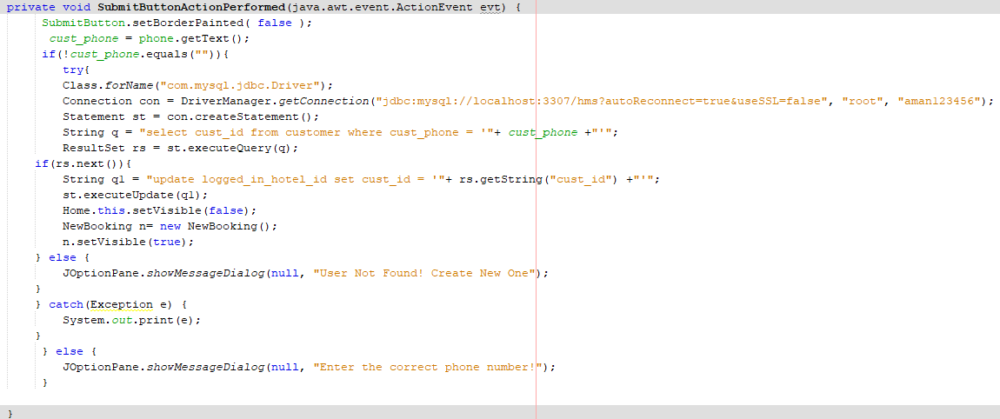 private void SubmitButtonActionPerformed(java.awt.event.ActionEvent evt) {
SubmitButton.setBorderPainted( false );
cust_phone = phone.getText();
if(!cust_phone.equals("")){
try{
Class.forName("com.mysql.jdbc.Driver");
Connection con = DriverManager.getConnection("jdbc:mysql://localhost:3307/hms?autoReconnect=true&useSSL=false", "root", "aman123456");
Statement st = con.createStatement();
String q = "select cust_id from customer where cust_phone = '"+ cust_phone +"'";
ResultSet rs = st.executeQuery(q);
if(rs.next()){
String q1 = "update logged_in_hotel_id set cust_id = '"+ rs.getString("cust_id") +"'";
st.executeUpdate(q1);
Home.this.setVisible(false);
NewBooking n= new NewBooking();
n.setVisible(true);
} else {
JOptionPane.showMessageDialog(null, "User Not Found! Create New One");
}
} catch(Exception e) {
System.out.print(e);
}
} else {
JOptionPane.showMessageDialog(null, "Enter the correct phone number!");
}
}